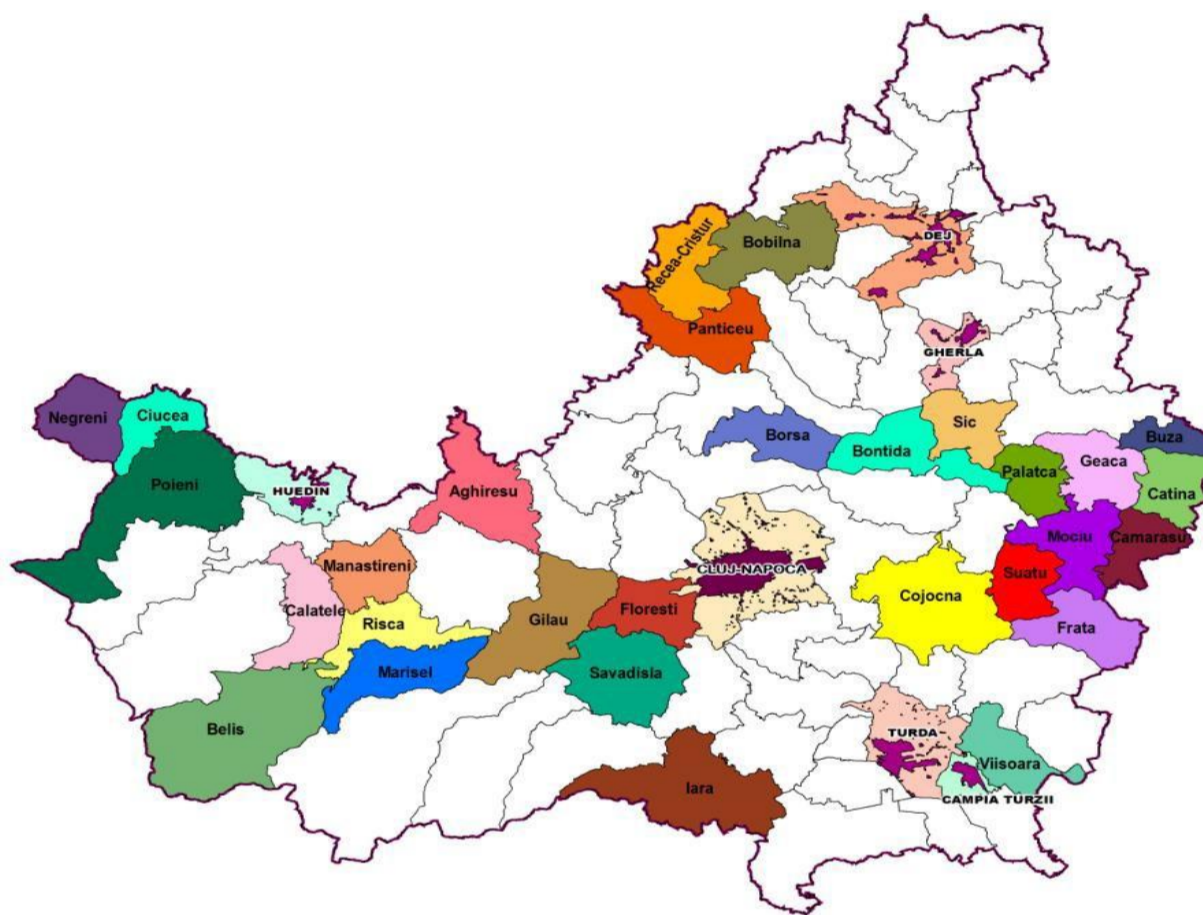 DEJ
Bobilna
Recea-Cristur
Panticeu
GHERLA
Negreni
Ciucea
Sic
Borsa
Bontida
Buza
Geaca
Palatca
Poieni
HUEDIN
Aghiresu
Catina
Mociu
Camarasu
Manastireni
CLUJ-NAPOCA
Suatu
Calatele
Risca
Gilau
Floresti
Cojocna
Frata
Marisel
Savadisla
Belis
TURDA
Viisoara
Iara
CAMPIA TURZII